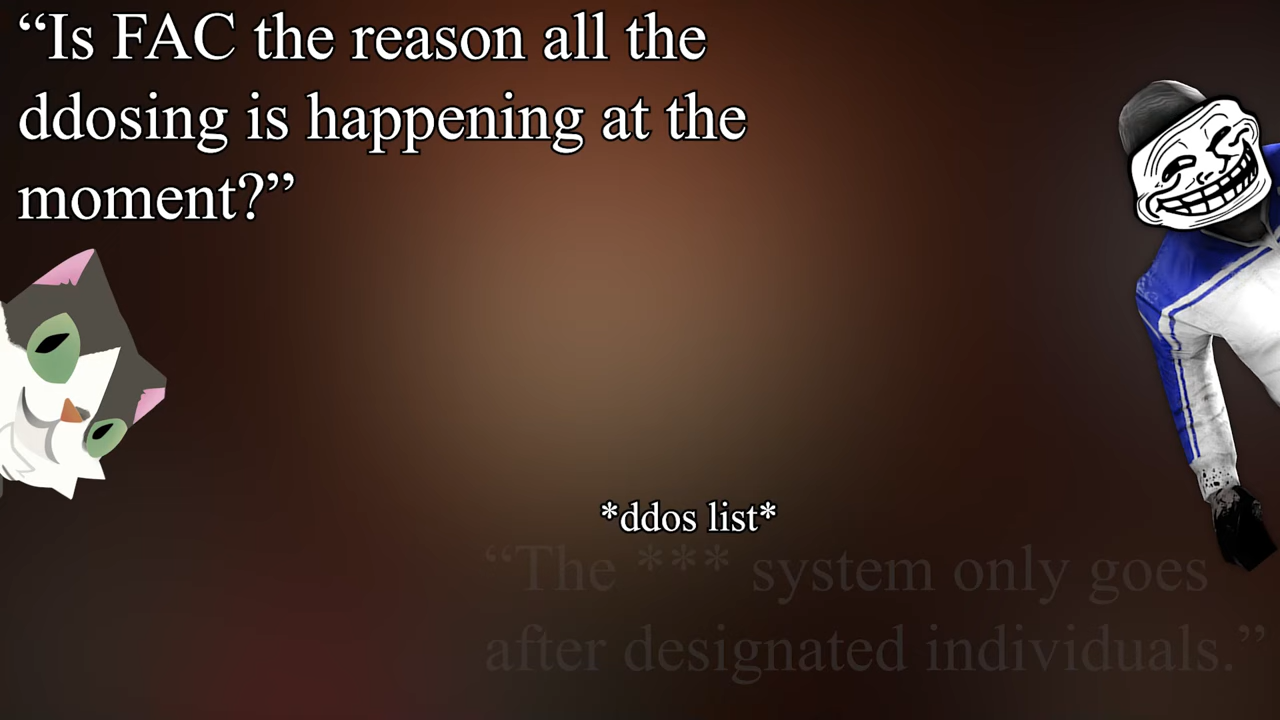 “Is FAC the reason all the
ddosing is happening at the
moment?”
*ddos list*
“The *** system only goes
after designated individuals.”